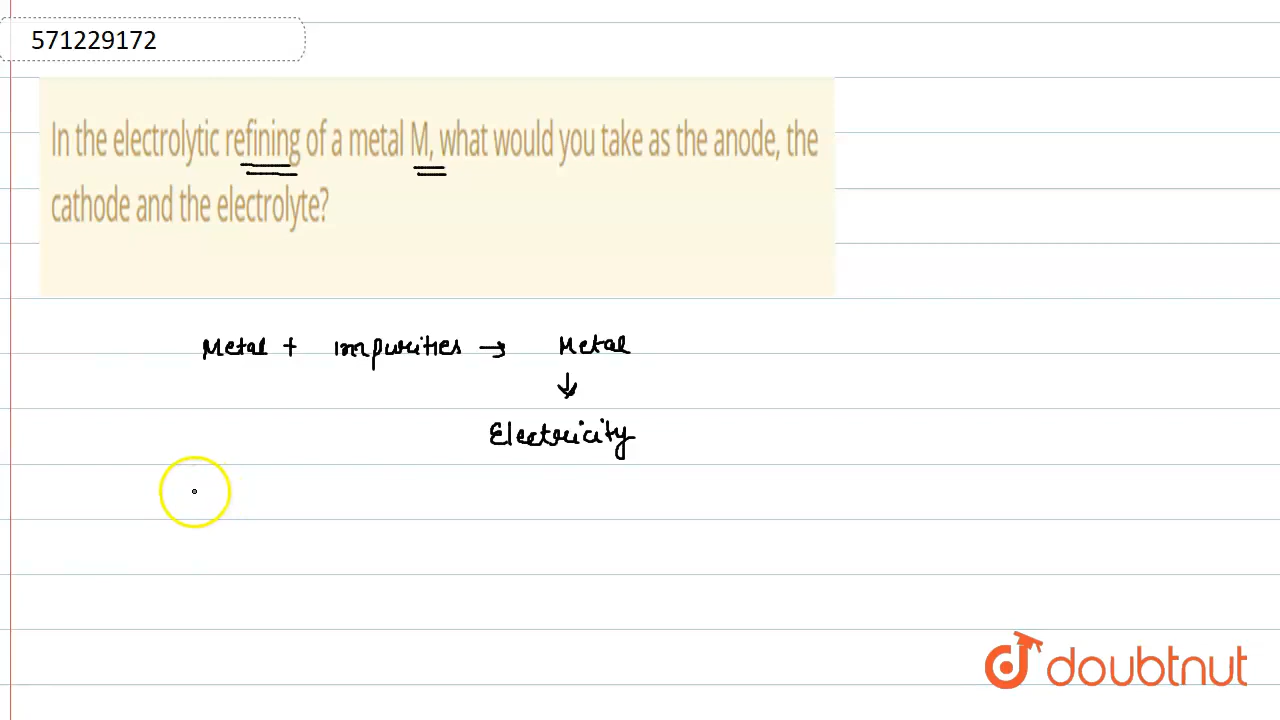 571229172
In the electrolytic refining of a metal M, what would you take as the anode, the
cathode and the electrolyte?
Metal + impurities → Metal
↓
Electricity
doubtnut